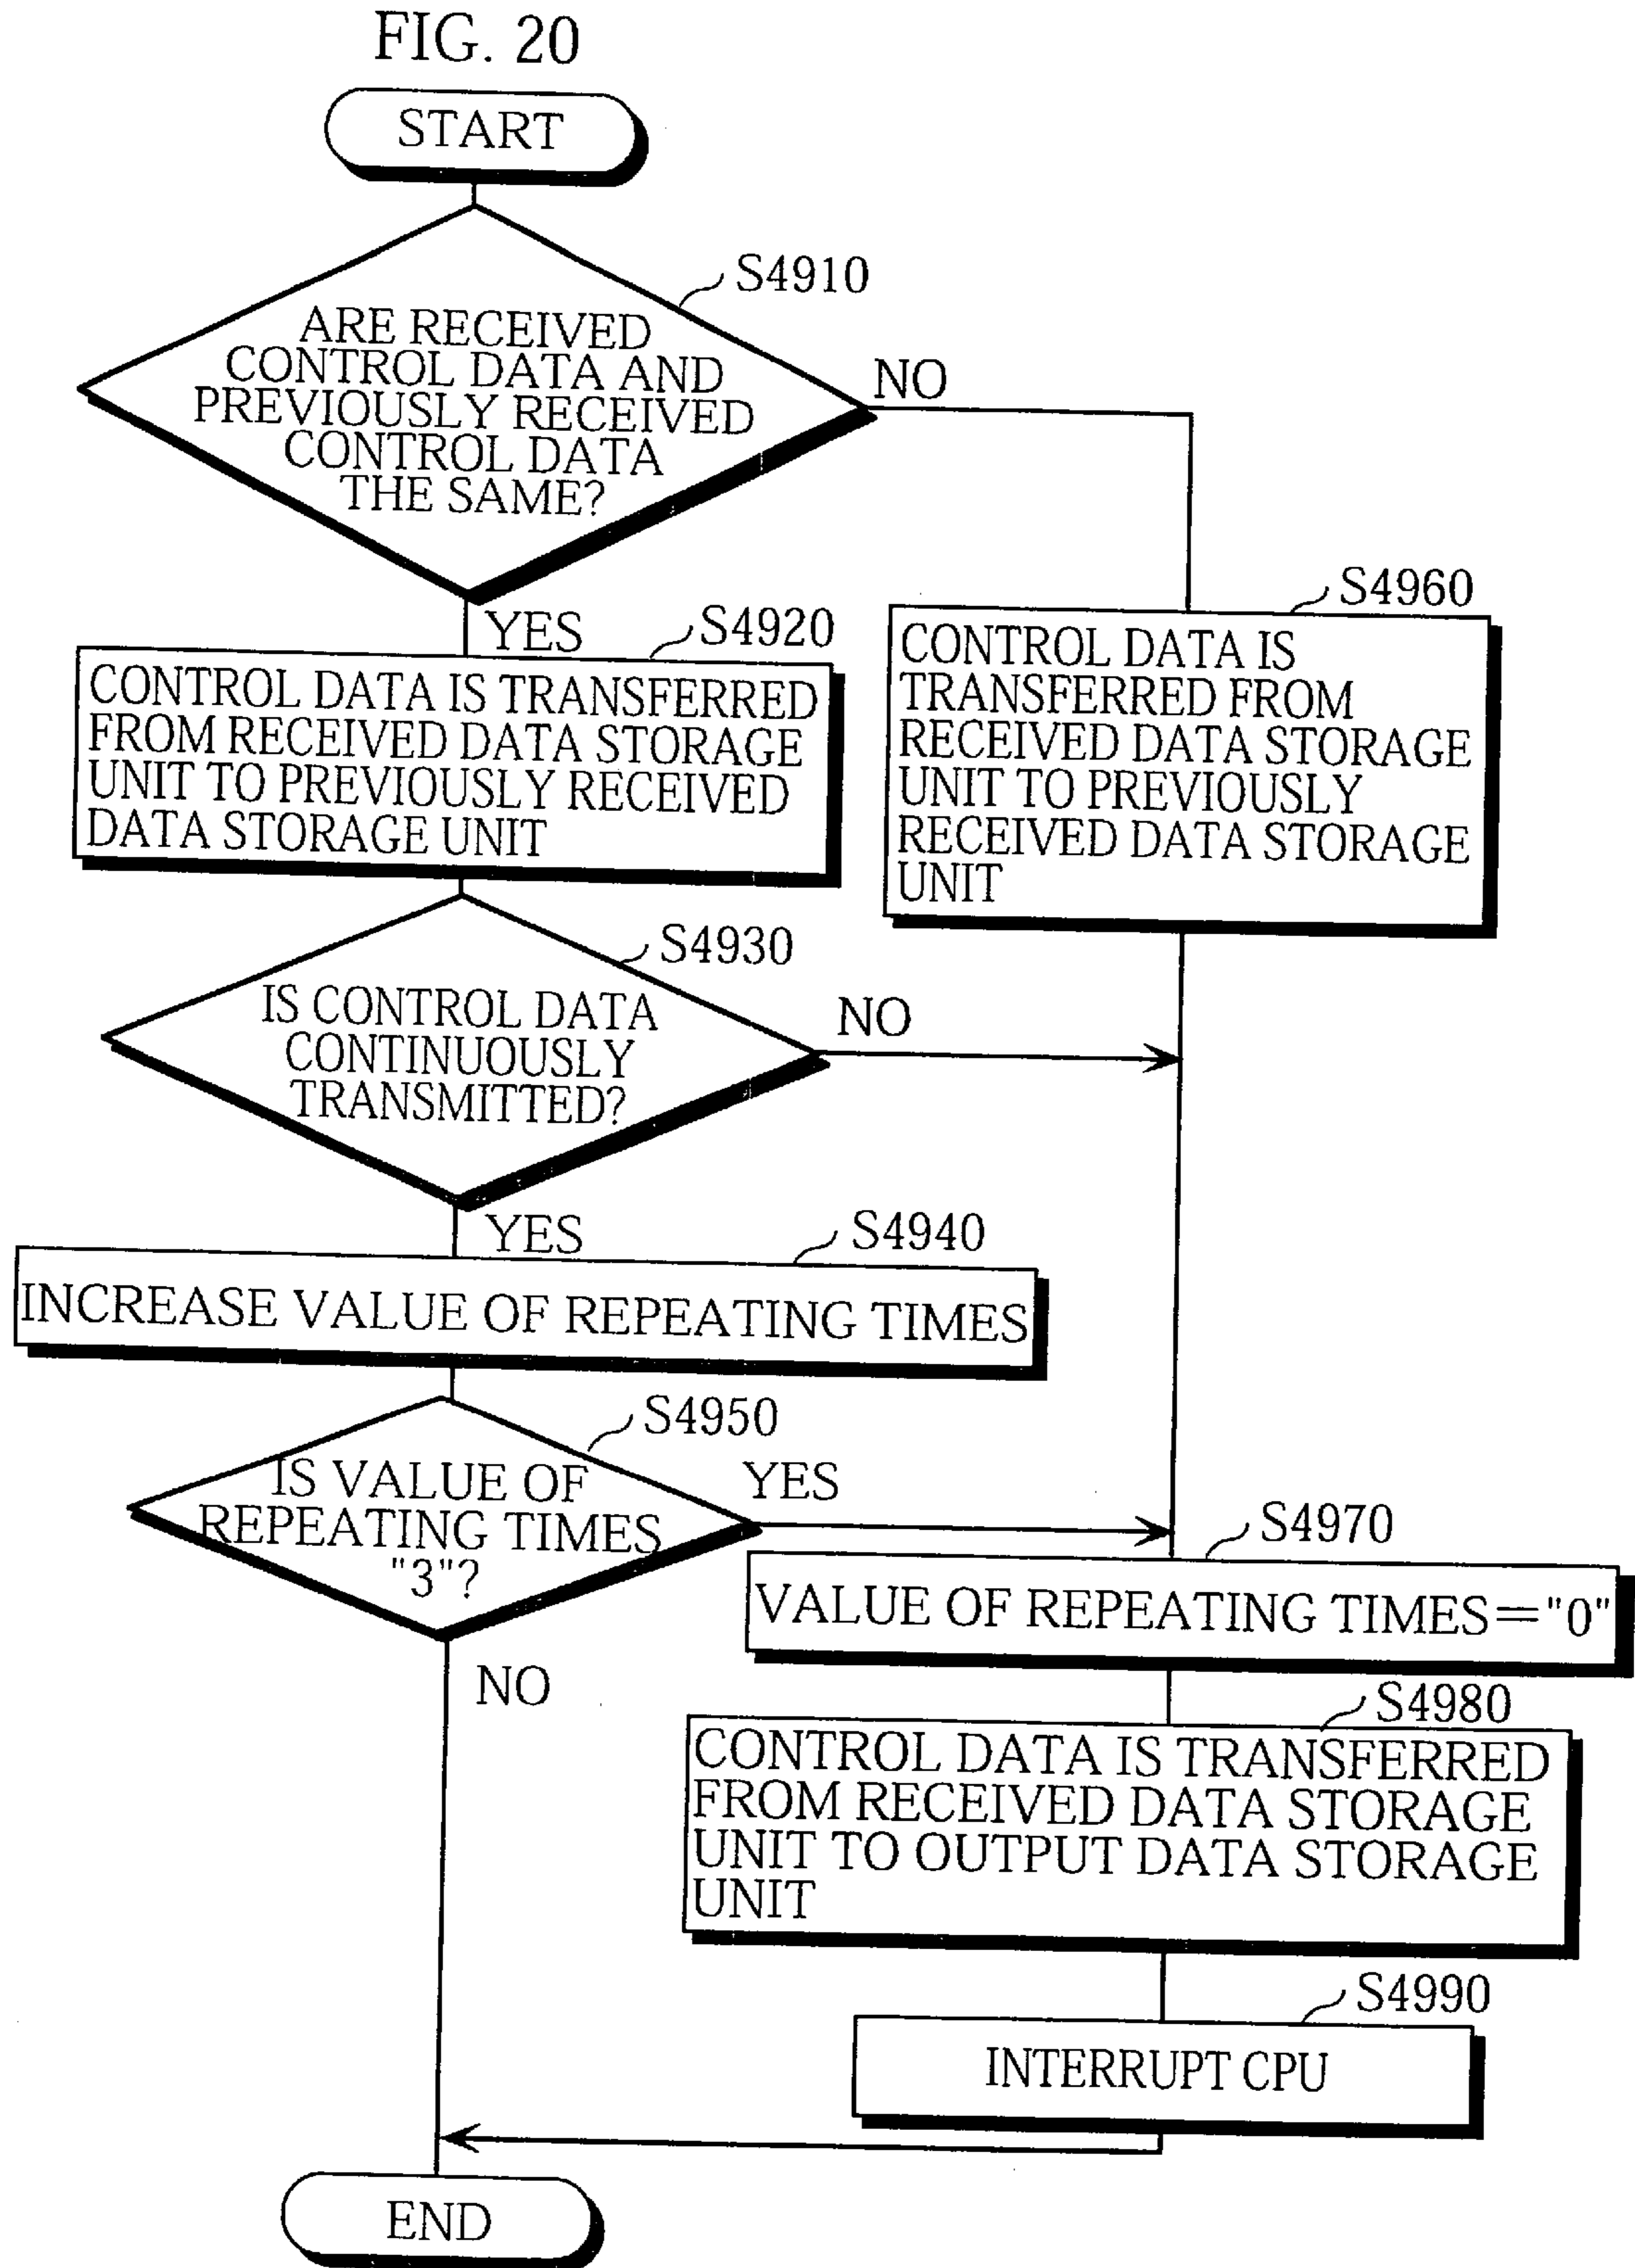 FIG. 20
START
S4910
ARE RECEIVED
CONTROL DATA AND
PREVIOUSLY RECEIVED
CONTROL DATA
THE SAME?
NO
YES
S4920
CONTROL DATA IS TRANSFERRED
FROM RECEIVED DATA STORAGE
UNIT TO PREVIOUSLY RECEIVED
DATA STORAGE UNIT
S4960
CONTROL DATA IS
TRANSFERRED FROM
RECEIVED DATA STORAGE
UNIT TO PREVIOUSLY
RECEIVED DATA STORAGE
UNIT
S4930
IS CONTROL DATA
CONTINUOUSLY
TRANSMITTED?
NO
YES
S4940
INCREASE VALUE OF REPEATING TIMES
S4950
IS VALUE OF
REPEATING TIMES
"3"?
YES
NO
S4970
VALUE OF REPEATING TIMES="0"
S4980
CONTROL DATA IS TRANSFERRED
FROM RECEIVED DATA STORAGE
UNIT TO OUTPUT DATA STORAGE
UNIT
S4990
INTERRUPT CPU
END